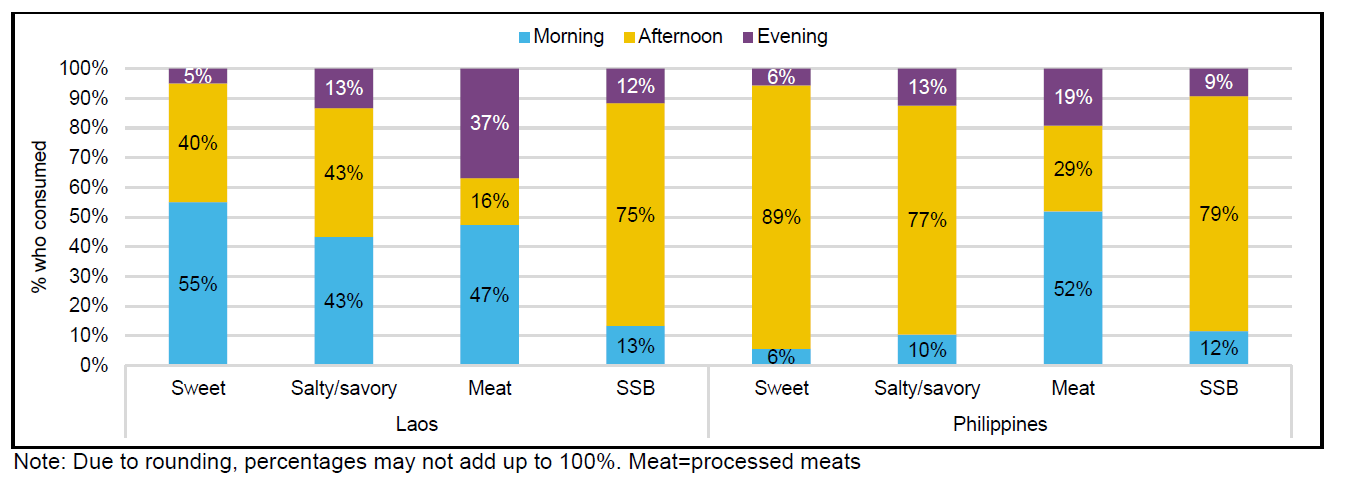 Morning Afternoon Evening
% who consumed
100%
90%
80%
70%
60%
50%
40%
30%
20%
10%
0%
5% 13% 37% 12% 6% 13% 19% 9%
40% 43% 16% 75% 89% 77% 29% 79%
55% 43% 47% 13% 6% 10% 52% 12%
Sweet Salty/savory Meat SSB Sweet Salty/savory Meat SSB
Laos Philippines
Note: Due to rounding, percentages may not add up to 100%. Meat=processed meats